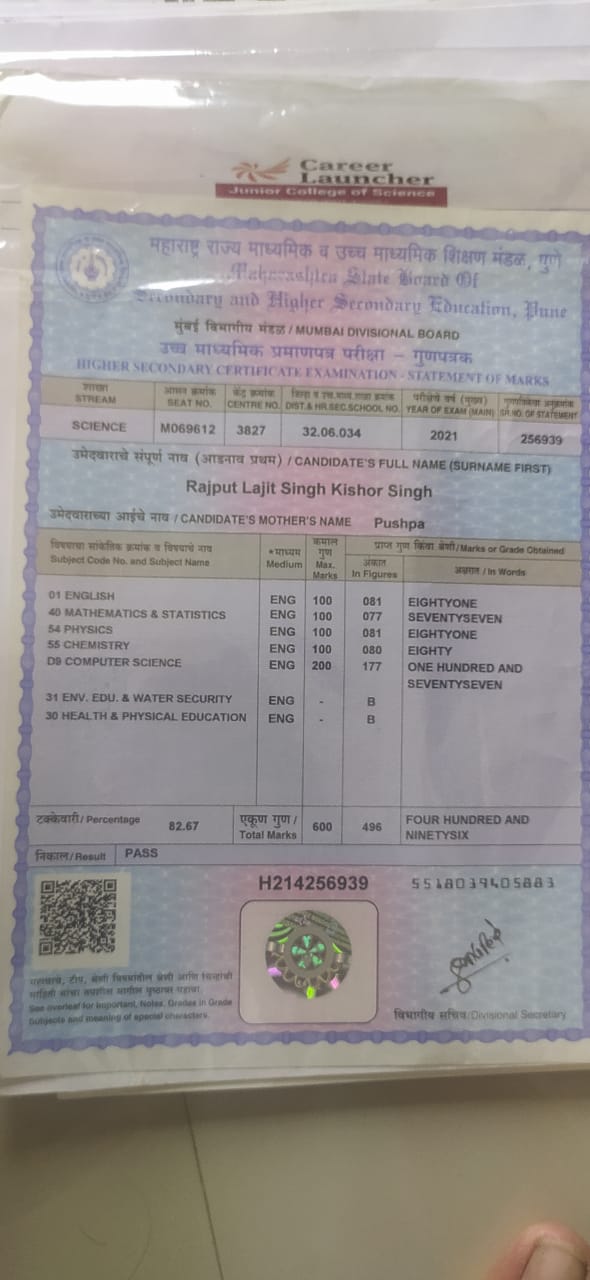 Career
Launcher
Junior College of Science
महाराष्ट्र राज्य माध्यमिक व उच्च माध्यमिक शिक्षण मंडळ, पुणे
Maharashtra State Board Of
Secondary and Higher Secondary Education, Pune
मुंबई विभागीय मंडळ / MUMBAI DIVISIONAL BOARD
उच्च माध्यमिक प्रमाणपत्र परीक्षा - गुणपत्रक
HIGHER SECONDARY CERTIFICATE EXAMINATION - STATEMENT OF MARKS
शाखा आसन क्रमांक केंद्र क्रमांक जिल्हा व उच्च.माध्य.शाळा क्रमांक परीक्षेचे वर्ष (मुख्य) गुणपत्रिकेचा अनुक्रमांक
STREAM SEAT NO. CENTRE NO. DIST.& HR.SEC.SCHOOL NO. YEAR OF EXAM (MAIN) SR.NO. OF STATEMENT
SCIENCE M069612 3827 32.06.034 2021 256939
उमेदवाराचे संपूर्ण नाव (आडनाव प्रथम) / CANDIDATE'S FULL NAME (SURNAME FIRST)
Rajput Lajit Singh Kishor Singh
उमेदवाराच्या आईचे नाव / CANDIDATE'S MOTHER'S NAME Pushpa
विषयाचा सांकेतिक क्रमांक व विषयाचे नाव
Subject Code No. and Subject Name
*माध्यम
Medium
कमाल
गुण
Max.
Marks
प्राप्त गुण किंवा श्रेणी/Marks or Grade Obtained
अंकात
In Figures
अक्षरात / In Words
01 ENGLISH ENG 100 081 EIGHTYONE
40 MATHEMATICS & STATISTICS ENG 100 077 SEVENTYSEVEN
54 PHYSICS ENG 100 081 EIGHTYONE
55 CHEMISTRY ENG 100 080 EIGHTY
D9 COMPUTER SCIENCE ENG 200 177 ONE HUNDRED AND
SEVENTYSEVEN
31 ENV. EDU. & WATER SECURITY ENG - B
30 HEALTH & PHYSICAL EDUCATION ENG - B
टक्केवारी / Percentage 82.67 एकूण गुण / Total Marks 600 496 FOUR HUNDRED AND
NINETYSIX
निकाल/ Result PASS
H214256939 5518039405883
See overleaf for Important, Notes, Grades in Grade
Subjects and meaning of special characters.
विभागीय सचिव/Divisional Secretary